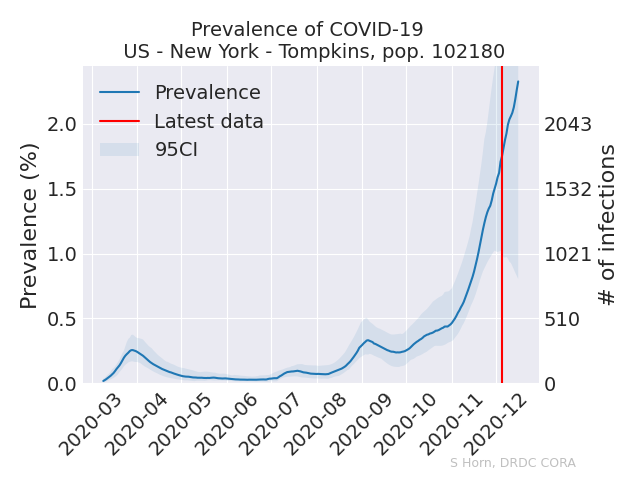 Prevalence of COVID-19
US - New York - Tompkins, pop. 102180
Prevalence
Latest data
95CI
Prevalence (%)
2.0
1.5
1.0
0.5
0.0
2043
1532
1021
510
0
# of infections
2020-03
2020-04
2020-05
2020-06
2020-07
2020-08
2020-09
2020-10
2020-11
2020-12
S Horn, DRDC CORA